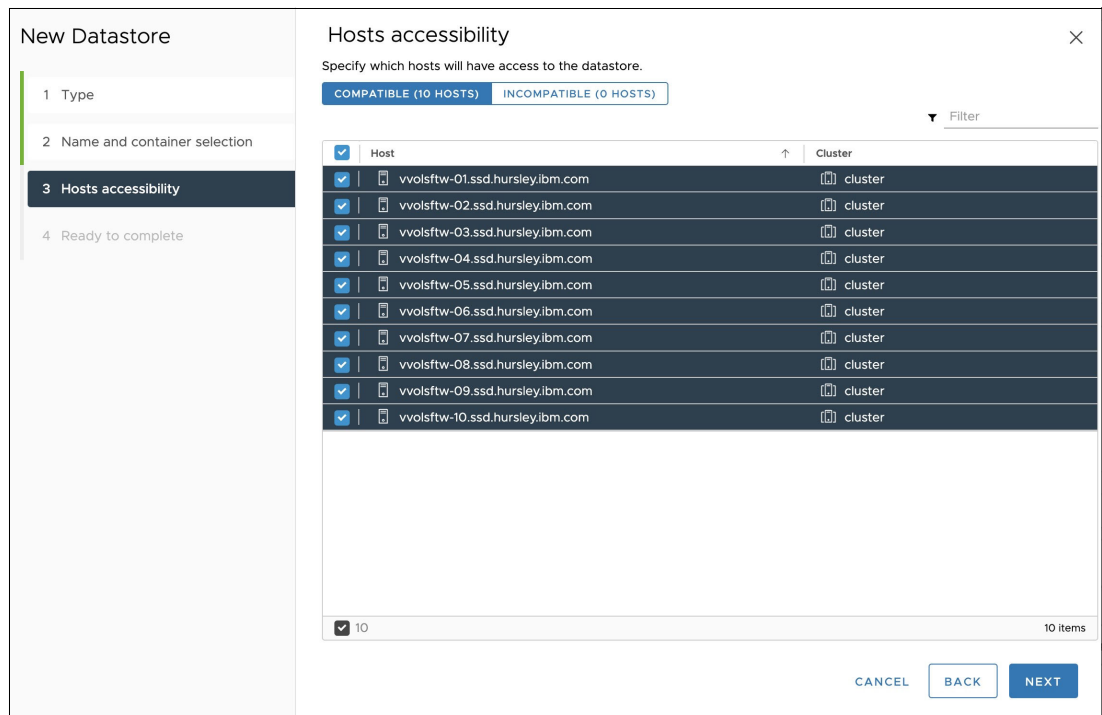 New Datastore
1 Type
2 Name and container selection
3 Hosts accessibility
4 Ready to complete
Hosts accessibility
Specify which hosts will have access to the datastore.
COMPATIBLE (10 HOSTS) INCOMPATIBLE (0 HOSTS)
Filter
Host Cluster
vvolsftw-01.ssd.hursley.ibm.com cluster
vvolsftw-02.ssd.hursley.ibm.com cluster
vvolsftw-03.ssd.hursley.ibm.com cluster
vvolsftw-04.ssd.hursley.ibm.com cluster
vvolsftw-05.ssd.hursley.ibm.com cluster
vvolsftw-06.ssd.hursley.ibm.com cluster
vvolsftw-07.ssd.hursley.ibm.com cluster
vvolsftw-08.ssd.hursley.ibm.com cluster
vvolsftw-09.ssd.hursley.ibm.com cluster
vvolsftw-10.ssd.hursley.ibm.com cluster
10 10 items
CANCEL BACK NEXT